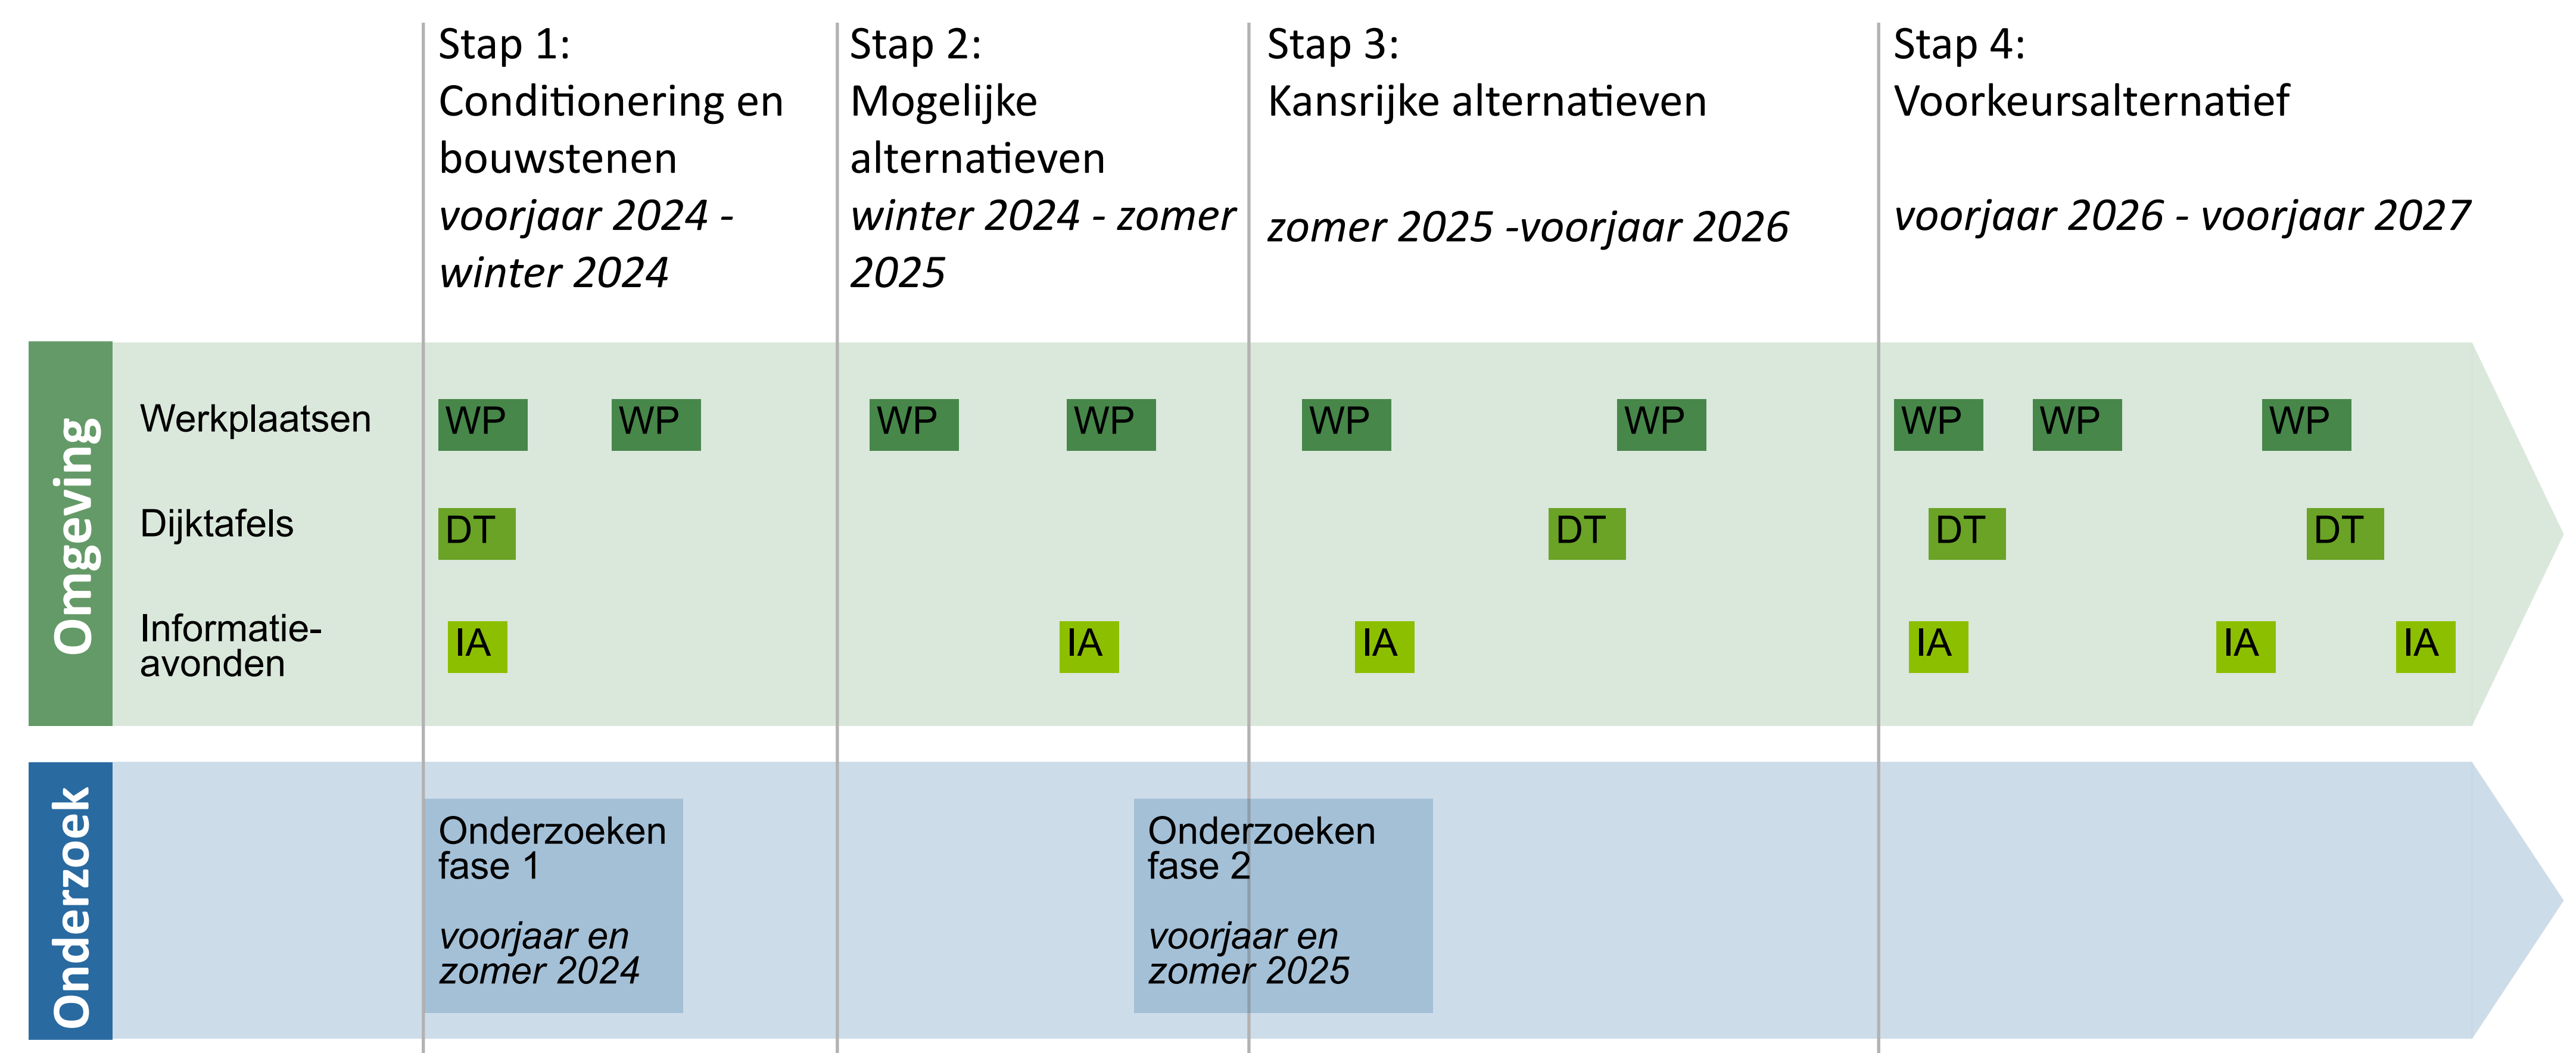 Stap 1:
Conditionering en
bouwstenen
voorjaar 2024 -
winter 2024
Stap 2:
Mogelijke
alternatieven
winter 2024 - zomer
2025
Stap 3:
Kansrijke alternatieven
zomer 2025 -voorjaar 2026
Stap 4:
Voorkeursalternatief
voorjaar 2026 - voorjaar 2027
Omgeving
Werkplaatsen
WP WP WP WP WP WP WP WP WP
Dijktafels
DT DT DT DT
Informatie-
avonden
IA IA IA IA IA IA
Onderzoek
Onderzoeken
fase 1
voorjaar en
zomer 2024
Onderzoeken
fase 2
voorjaar en
zomer 2025